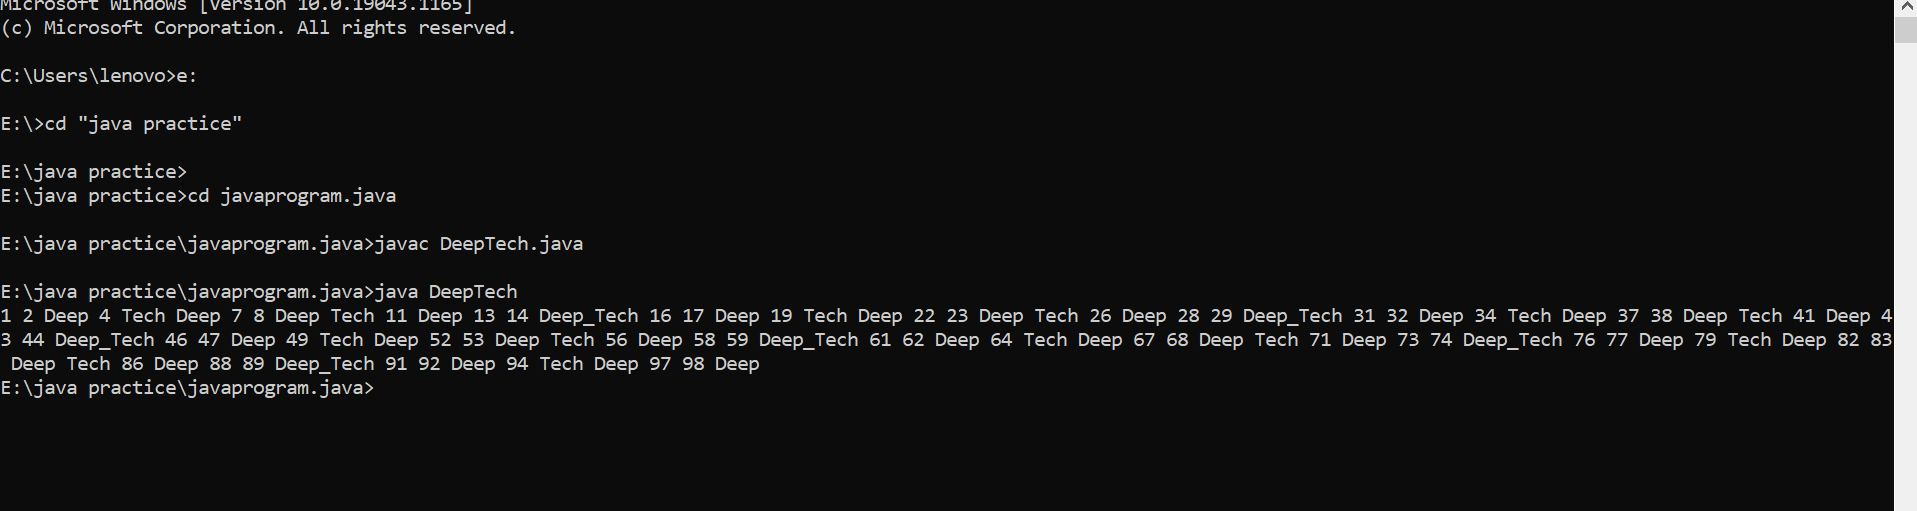 Microsoft Windows [Version 10.0.19043.1165]
(c) Microsoft Corporation. All rights reserved.
C:\Users\lenovo>e:
E:\>cd "java practice"
E:\java practice>
E:\java practice>cd javaprogram.java
E:\java practice\javaprogram.java>javac DeepTech.java
E:\java practice\javaprogram.java>java DeepTech
1 2 Deep 4 Tech Deep 7 8 Deep Tech 11 Deep 13 14 Deep_Tech 16 17 Deep 19 Tech Deep 22 23 Deep Tech 26 Deep 28 29 Deep_Tech 31 32 Deep 34 Tech Deep 37 38 Deep Tech 41 Deep 4
3 44 Deep_Tech 46 47 Deep 49 Tech Deep 52 53 Deep Tech 56 Deep 58 59 Deep_Tech 61 62 Deep 64 Tech Deep 67 68 Deep Tech 71 Deep 73 74 Deep_Tech 76 77 Deep 79 Tech Deep 82 83
Deep Tech 86 Deep 88 89 Deep_Tech 91 92 Deep 94 Tech Deep 97 98 Deep
E:\java practice\javaprogram.java>